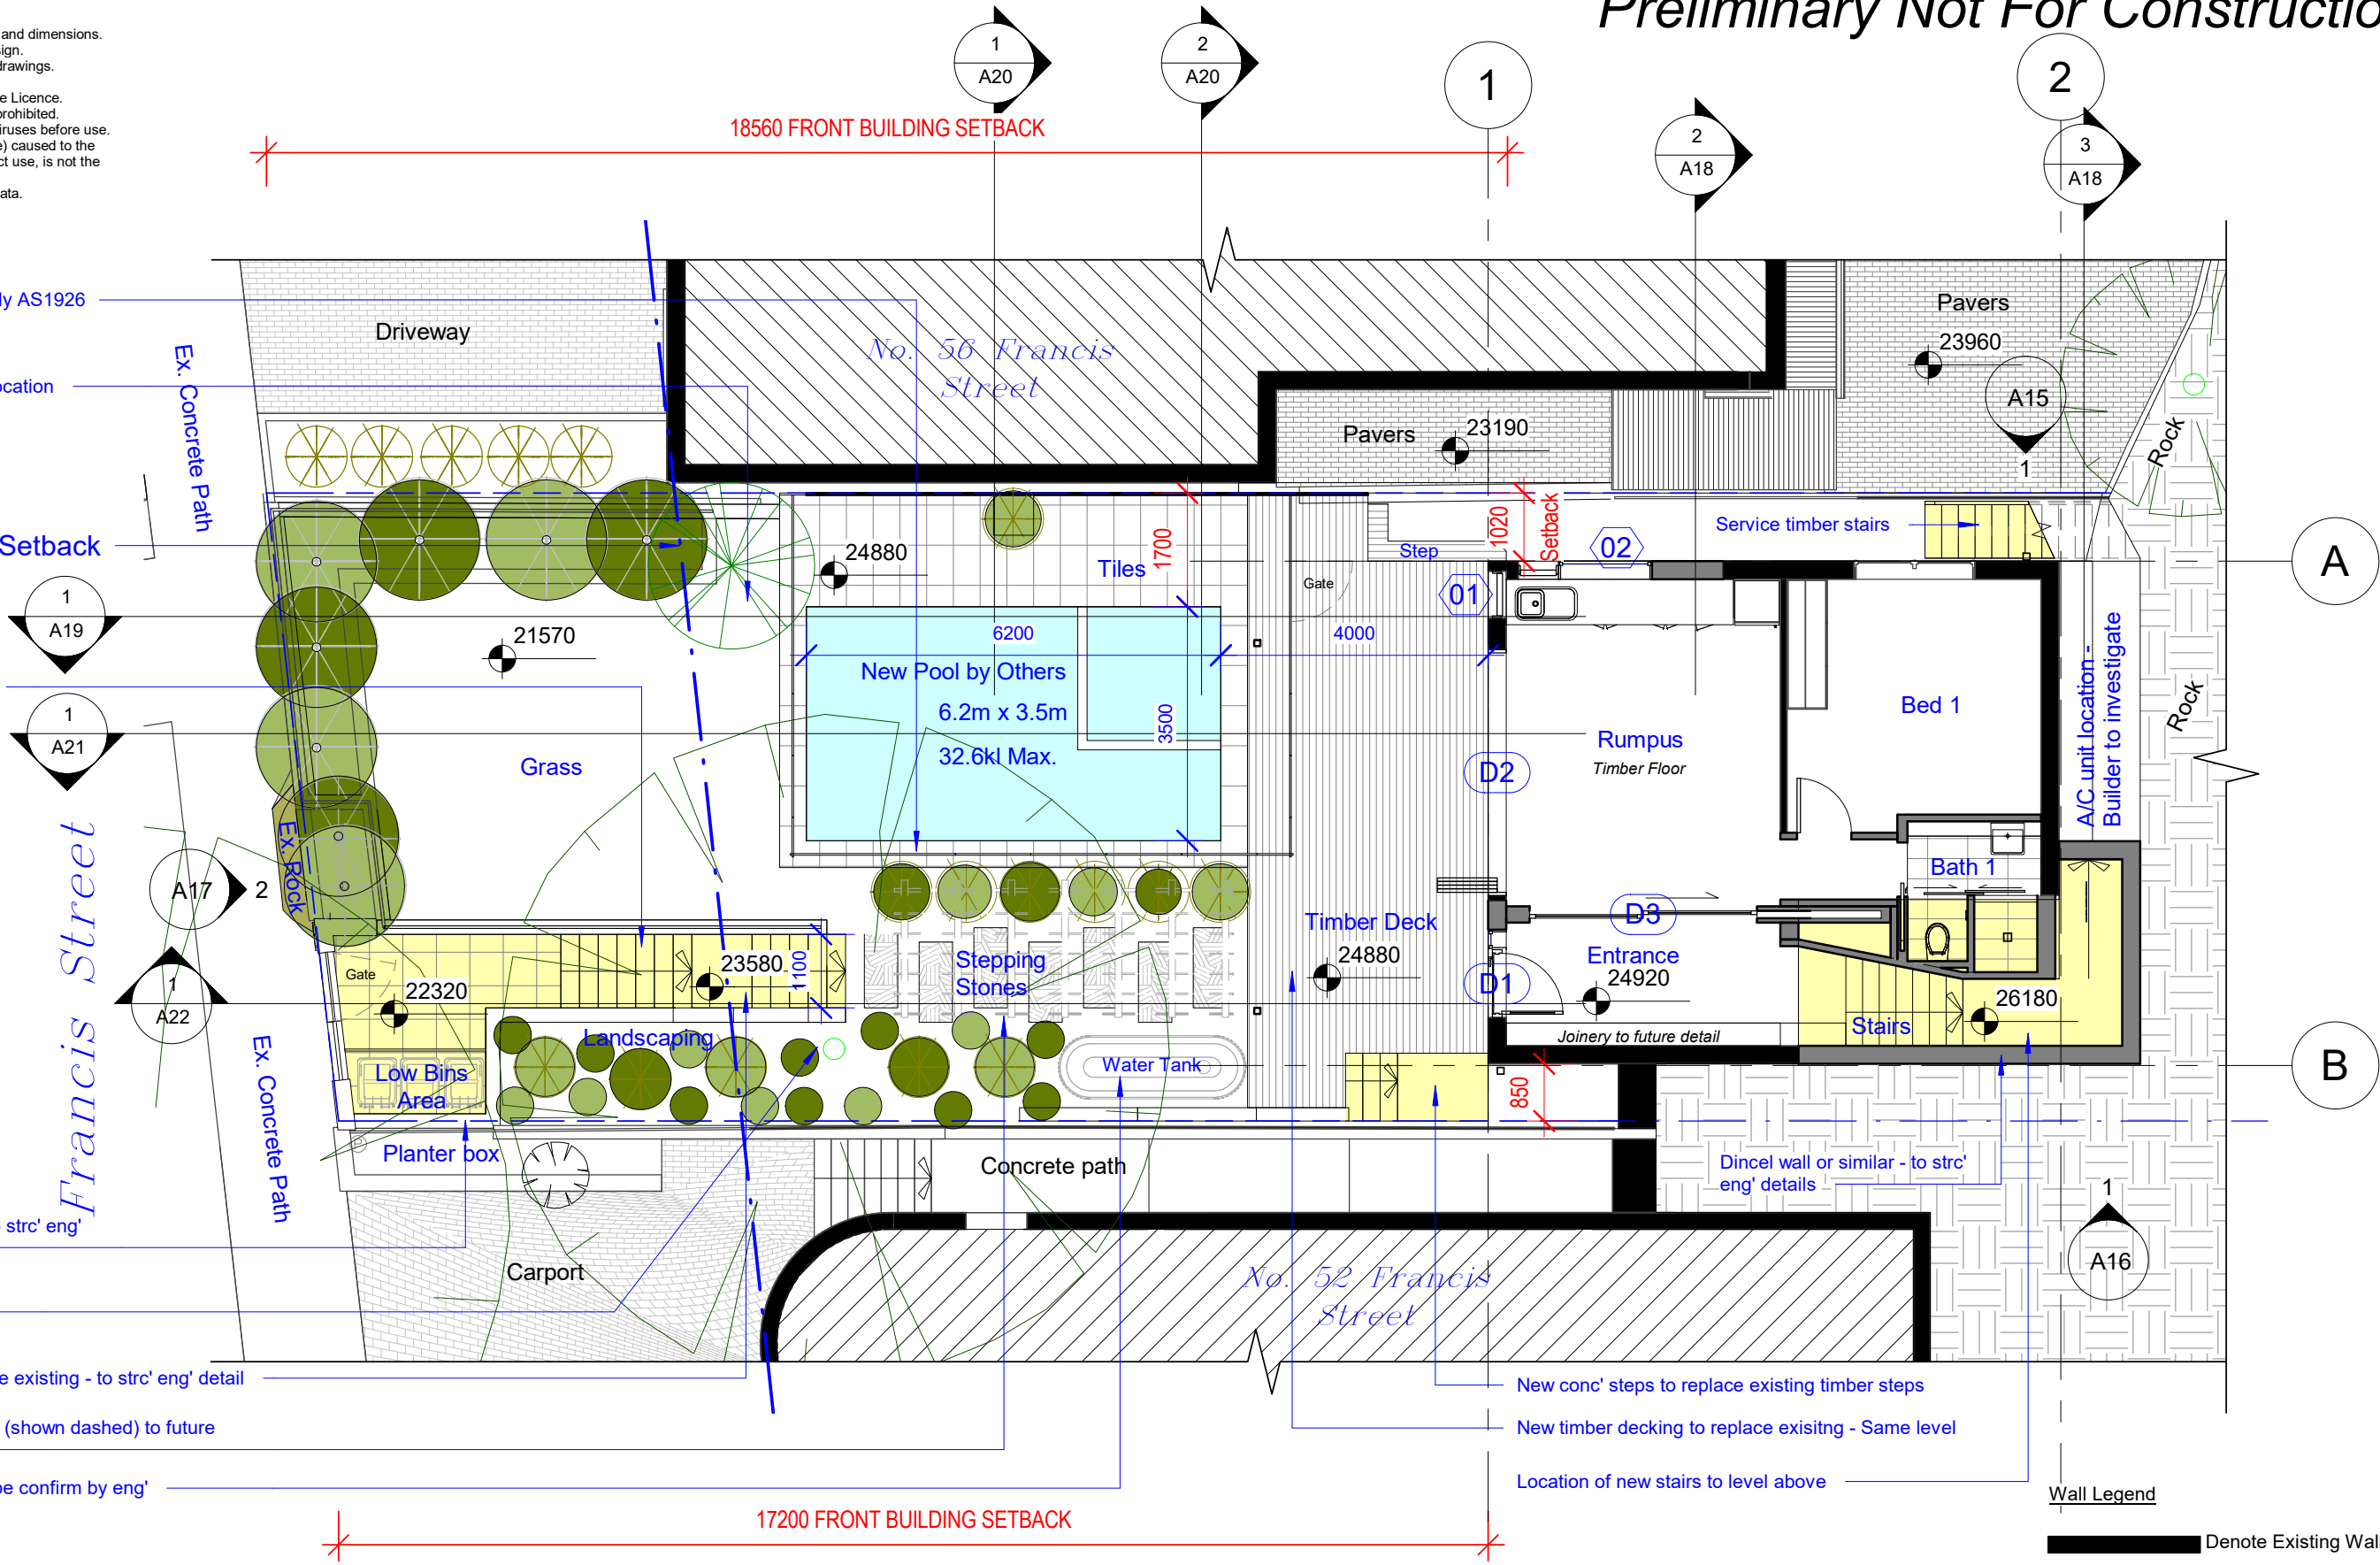 Preliminary Not For Constructio
and dimensions.
sign.
drawings.
e Licence.
prohibited.
iruses before use.
e) caused to the
ct use, is not the
ata.
1
A20
2
A20
1
2
18560 FRONT BUILDING SETBACK
2
A18
3
A18
ly AS1926
ocation
Setback
Driveway
Ex. Concrete Path
No. 56 Francis
Street
Pavers
23960
A15
1
Rock
Pavers
23190
Service timber stairs
1020
Setback
02
Step
1700
Tiles
24880
Gate
01
A
1
A19
21570
6200
4000
New Pool by Others
6.2m x 3.5m
32.6kl Max.
3500
1
A21
Grass
Rumpus
Timber Floor
D2
Bed 1
A/C unit location -
Builder to investigate
Rock
Francis Street
Ex. Rock
A17
2
Bath 1
D3
Timber Deck
24880
Entrance
24920
D1
Stepping
Stones
23580
1100
Gate
22320
1
A22
26180
Stairs
Joinery to future detail
Landscaping
Low Bins
Area
Water Tank
850
B
Ex. Concrete Path
Planter box
Concrete path
Dincel wall or similar - to strc'
eng' details
1
A16
strc' eng'
Carport
No. 52 Francis
Street
e existing - to strc' eng' detail
(shown dashed) to future
be confirm by eng'
New conc' steps to replace existing timber steps
New timber decking to replace exisitng - Same level
Location of new stairs to level above
17200 FRONT BUILDING SETBACK
Wall Legend
Denote Existing Wal